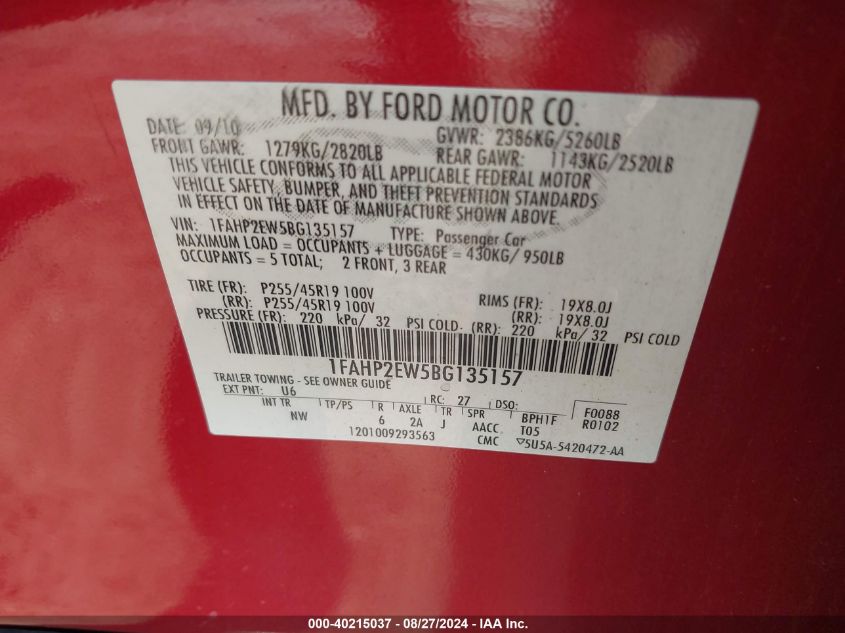 MFD. BY FORD MOTOR CO.
DATE: 09/10 GVWR: 2386KG/5260LB
FRONT GAWR: 1279KG/2820LB REAR GAWR: 1143KG/2520LB
THIS VEHICLE CONFORMS TO ALL APPLICABLE FEDERAL MOTOR
VEHICLE SAFETY, BUMPER, AND THEFT PREVENTION STANDARDS
IN EFFECT ON THE DATE OF MANUFACTURE SHOWN ABOVE.
VIN: 1FAHP2EW5BG135157 TYPE: Passenger Car
MAXIMUM LOAD = OCCUPANTS + LUGGAGE = 430KG/ 950LB
OCCUPANTS = 5 TOTAL; 2 FRONT, 3 REAR
TIRE (FR): P255/45R19 100V RIMS (FR): 19X8.0J
(RR): P255/45R19 100V (RR): 19X8.0J
PRESSURE (FR): 220 kPa/ 32 PSI COLD (RR): 220 kPa/ 32 PSI COLD
1FAHP2EW5BG135157
TRAILER TOWING - SEE OWNER GUIDE
EXT PNT: U6 RC: 27 DSO: F0088
INT TR TP/PS R AXLE TR SPR BPH1F R0102
NW 6 2A J AACC T05
1201009293563 CMC 5U5A-5420472-AA
000-40215037 - 08/27/2024 - IAA Inc.